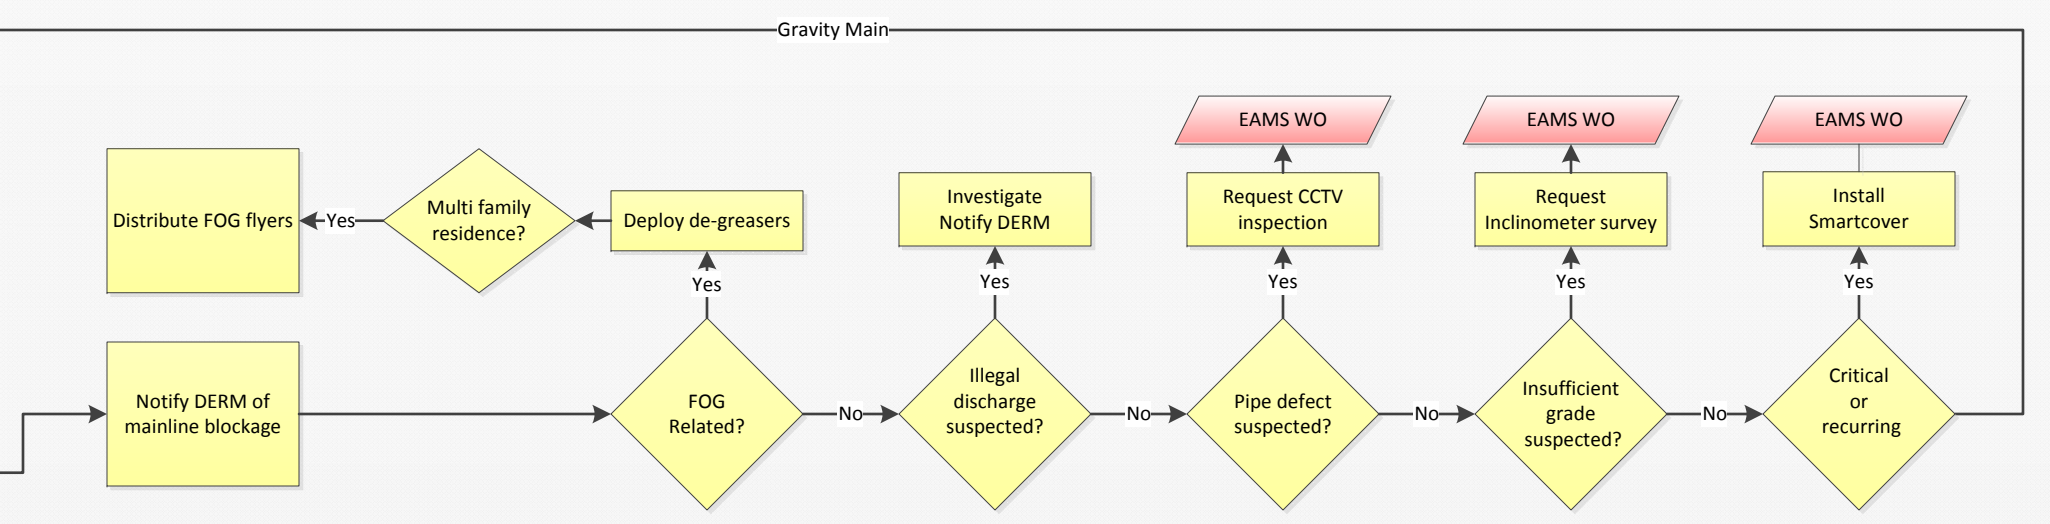 Gravity Main
EAMS WO
EAMS WO
EAMS WO
Distribute FOG flyers
Yes
Multi family
residence?
Deploy de-greasers
Investigate
Notify DERM
Request CCTV
inspection
Request
Inclinometer survey
Install
Smartcover
Yes
Yes
Yes
Yes
Yes
Notify DERM of
mainline blockage
FOG
Related?
No
Illegal
discharge
suspected?
No
Pipe defect
suspected?
No
Insufficient
grade
suspected?
No
Critical
or
recurring